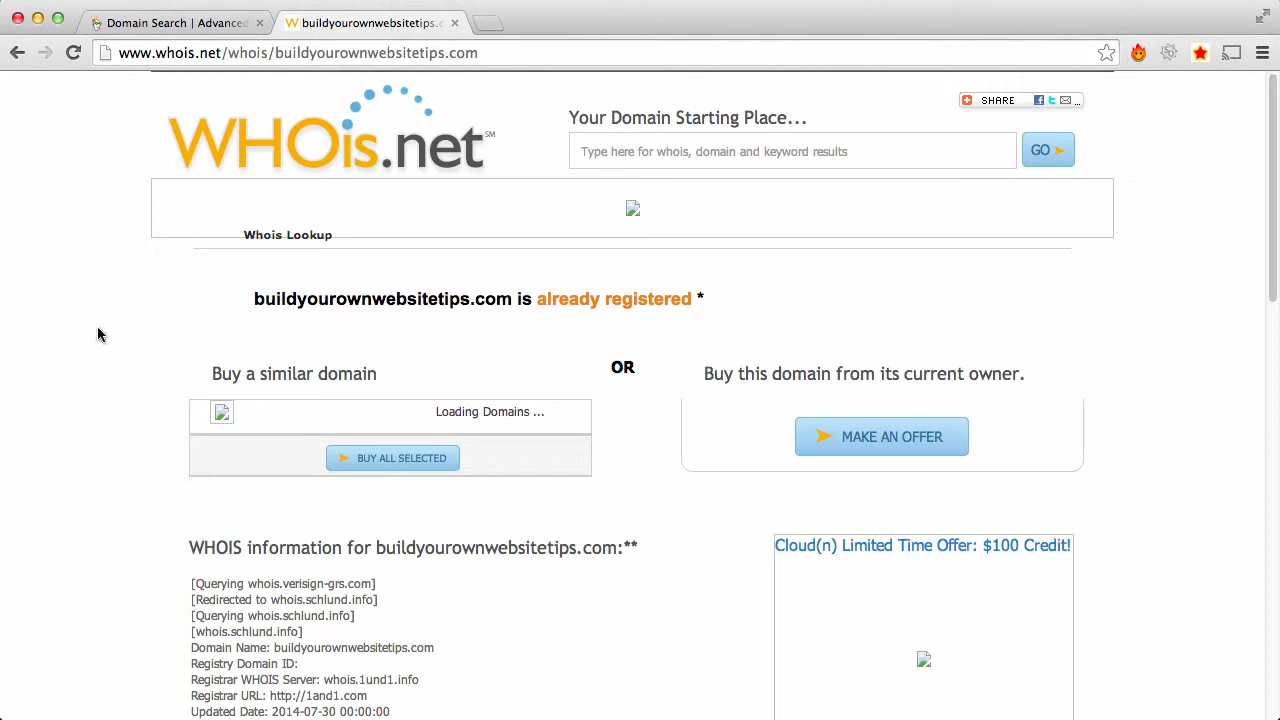 Domain Search | Advanced
buildyourownwebsitetips.c
www.whois.net/whois/buildyourownwebsitetips.com
WHOis.net℠
Your Domain Starting Place...
Type here for whois, domain and keyword results
GO
SHARE
...
Whois Lookup
buildyourownwebsitetips.com is already registered *
Buy a similar domain
OR
Buy this domain from its current owner.
Loading Domains ...
BUY ALL SELECTED
MAKE AN OFFER
WHOIS information for buildyourownwebsitetips.com:**
Cloud(n) Limited Time Offer: $100 Credit!
[Querying whois.verisign-grs.com]
[Redirected to whois.schlund.info]
[Querying whois.schlund.info]
[whois.schlund.info]
Domain Name: buildyourownwebsitetips.com
Registry Domain ID:
Registrar WHOIS Server: whois.1und1.info
Registrar URL: http://1and1.com
Updated Date: 2014-07-30 00:00:00